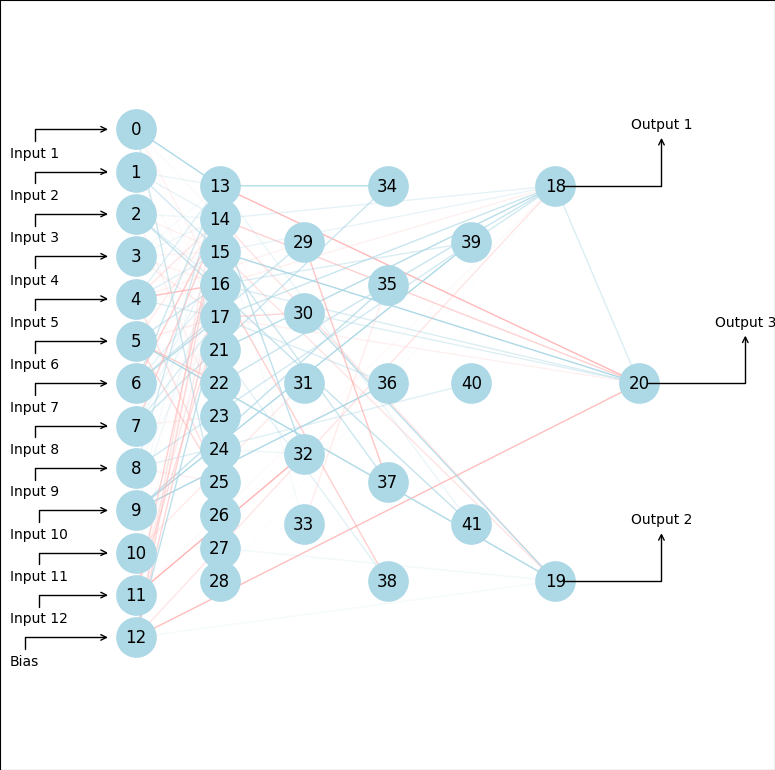 0
Input 1
1
Input 2
2
Input 3
3
Input 4
4
Input 5
5
Input 6
6
Input 7
7
Input 8
8
Input 9
9
Input 10
10
Input 11
11
Input 12
12
Bias
13
14
15
16
17
21
22
23
24
25
26
27
28
29
30
31
32
33
34
35
36
37
38
39
40
41
18
19
20
Output 1
Output 3
Output 2